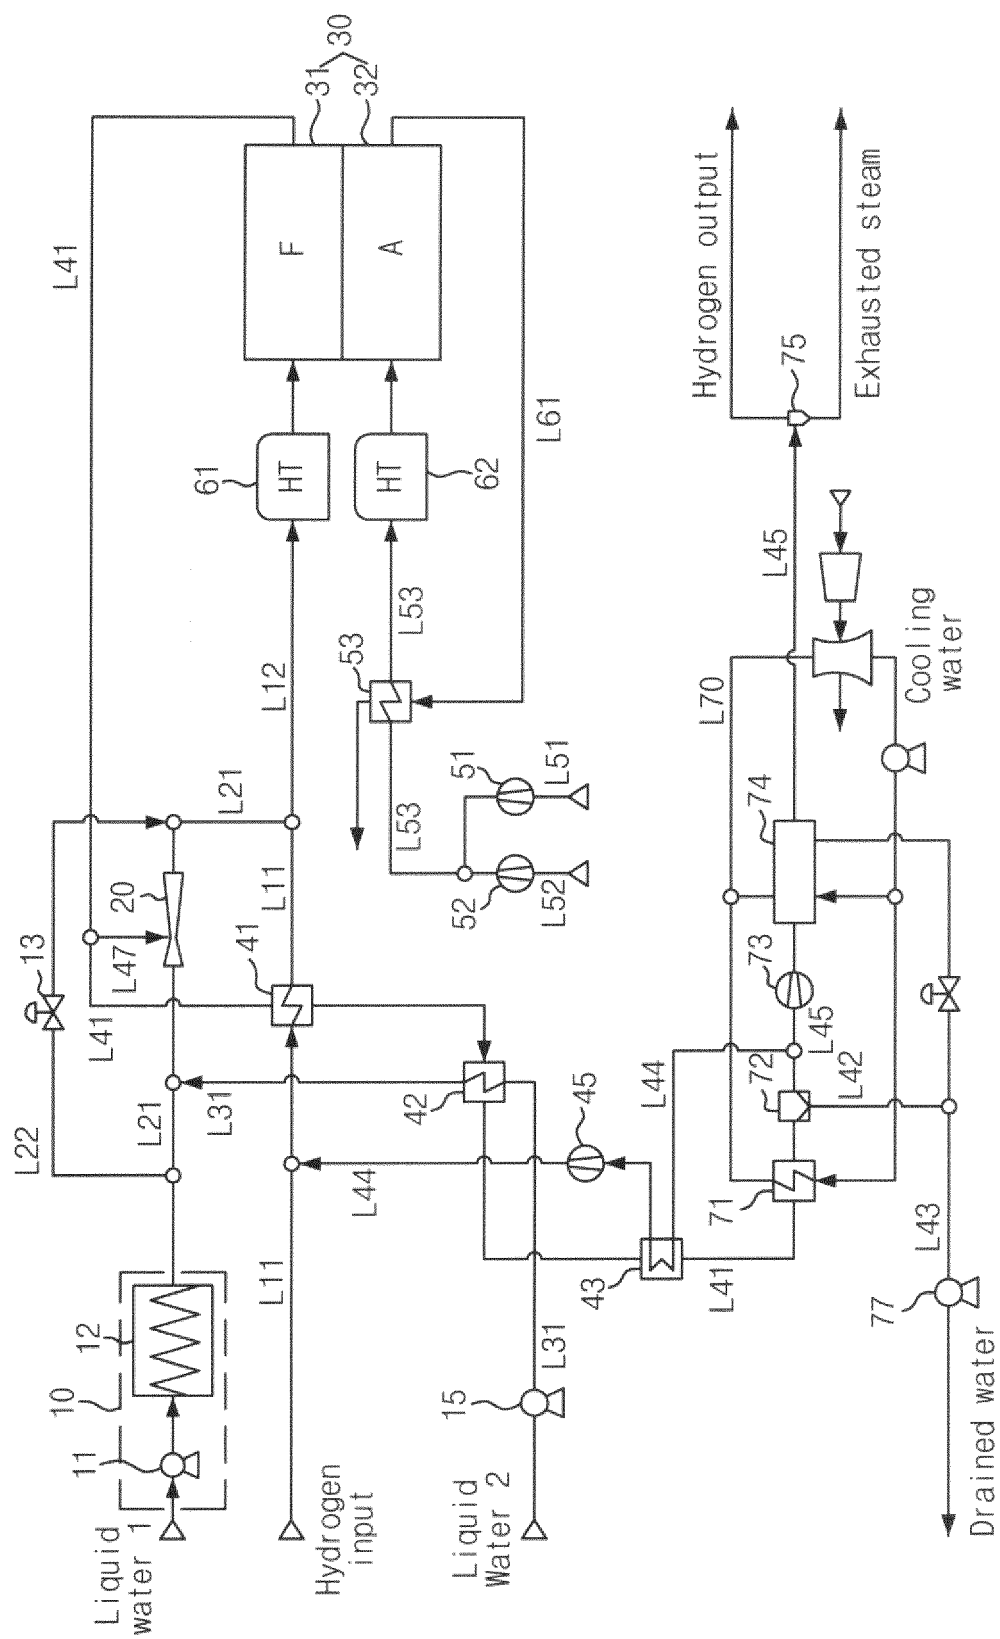 Liquid
water 1
10
11
12
L22
13
L21
L31
L41
L47
20
L21
L41
Hydrogen
input
L11
L44
41
L11
L12
61
HT
F
31
30
32
A
HT
62
L61
53
L53
L53
51
L51
52
L52
Liquid
Water 2
15
L31
42
43
45
L44
L41
71
72
L45
L42
73
74
L70
L45
75
Hydrogen output
Exhausted steam
Cooling
water
L43
77
Drained water